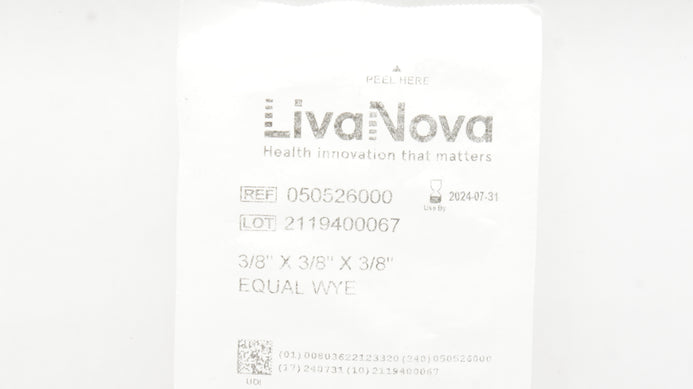 PEEL HERE
LivaNova
Health innovation that matters
REF 050526000
Use By 2024-07-31
LOT 2119400067
3/8" X 3/8" X 3/8"
EQUAL WYE
(01)00803622123320(240)050526000
(17)240731(10)2119400067
UDI